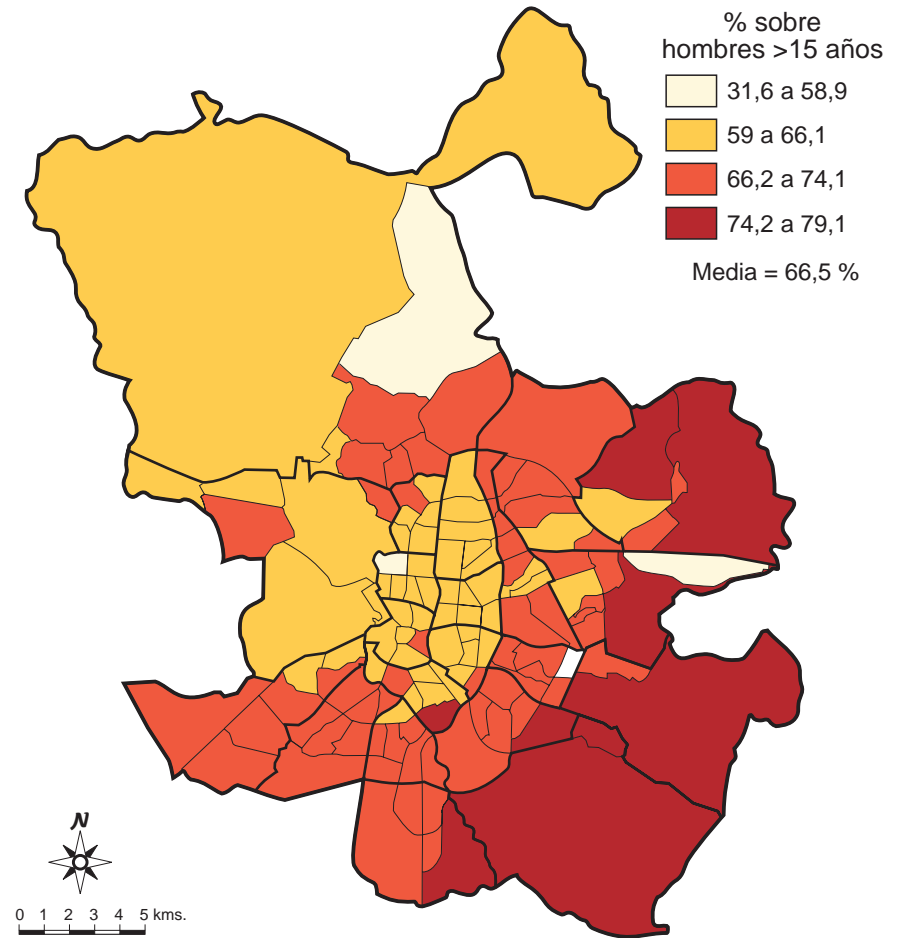 % sobre
hombres >15 años
31,6 a 58,9
59 a 66,1
66,2 a 74,1
74,2 a 79,1
Media = 66,5 %
N
0 1 2 3 4 5 kms.